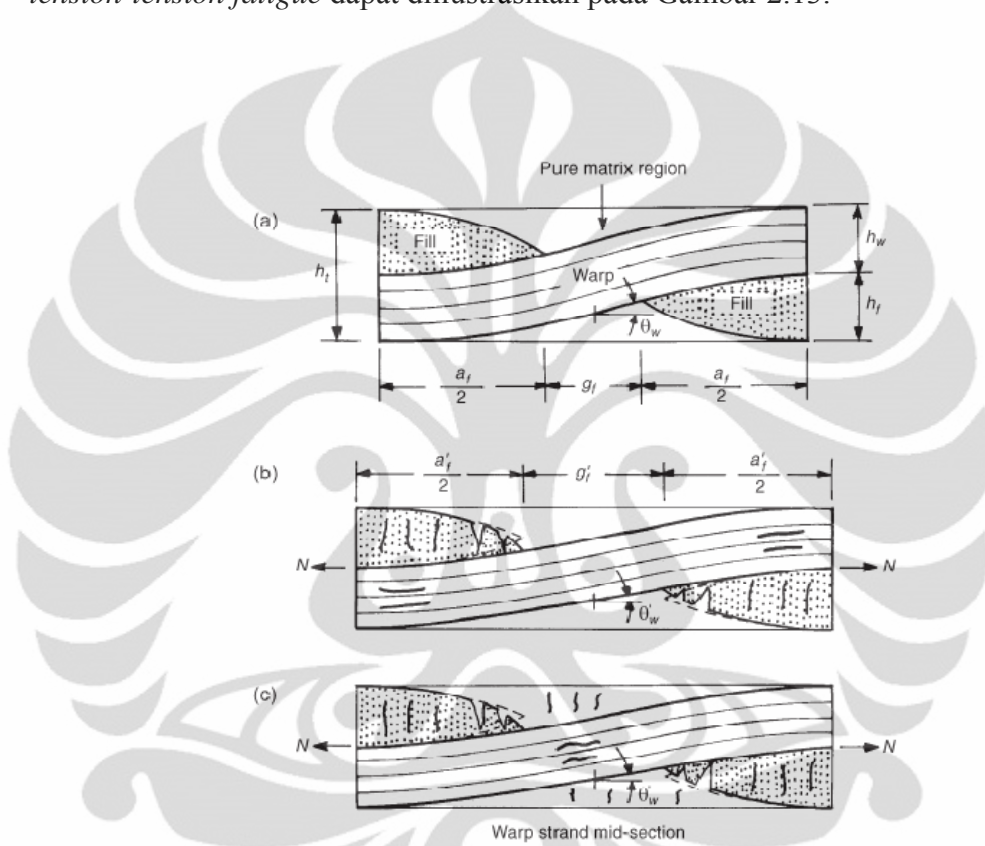 tension-tension fatigue dapat diilustrasikan pada Gambar 2.13.
Pure matrix region
(a)
Fill
h_w
h_t
Warp
Fill
h_f
θ_w
a_f/2 g_f a_f/2
(b)
a'_f/2 g'_f a'_f/2
N N
θ'_w
(c)
N N
θ'_w
Warp strand mid-section